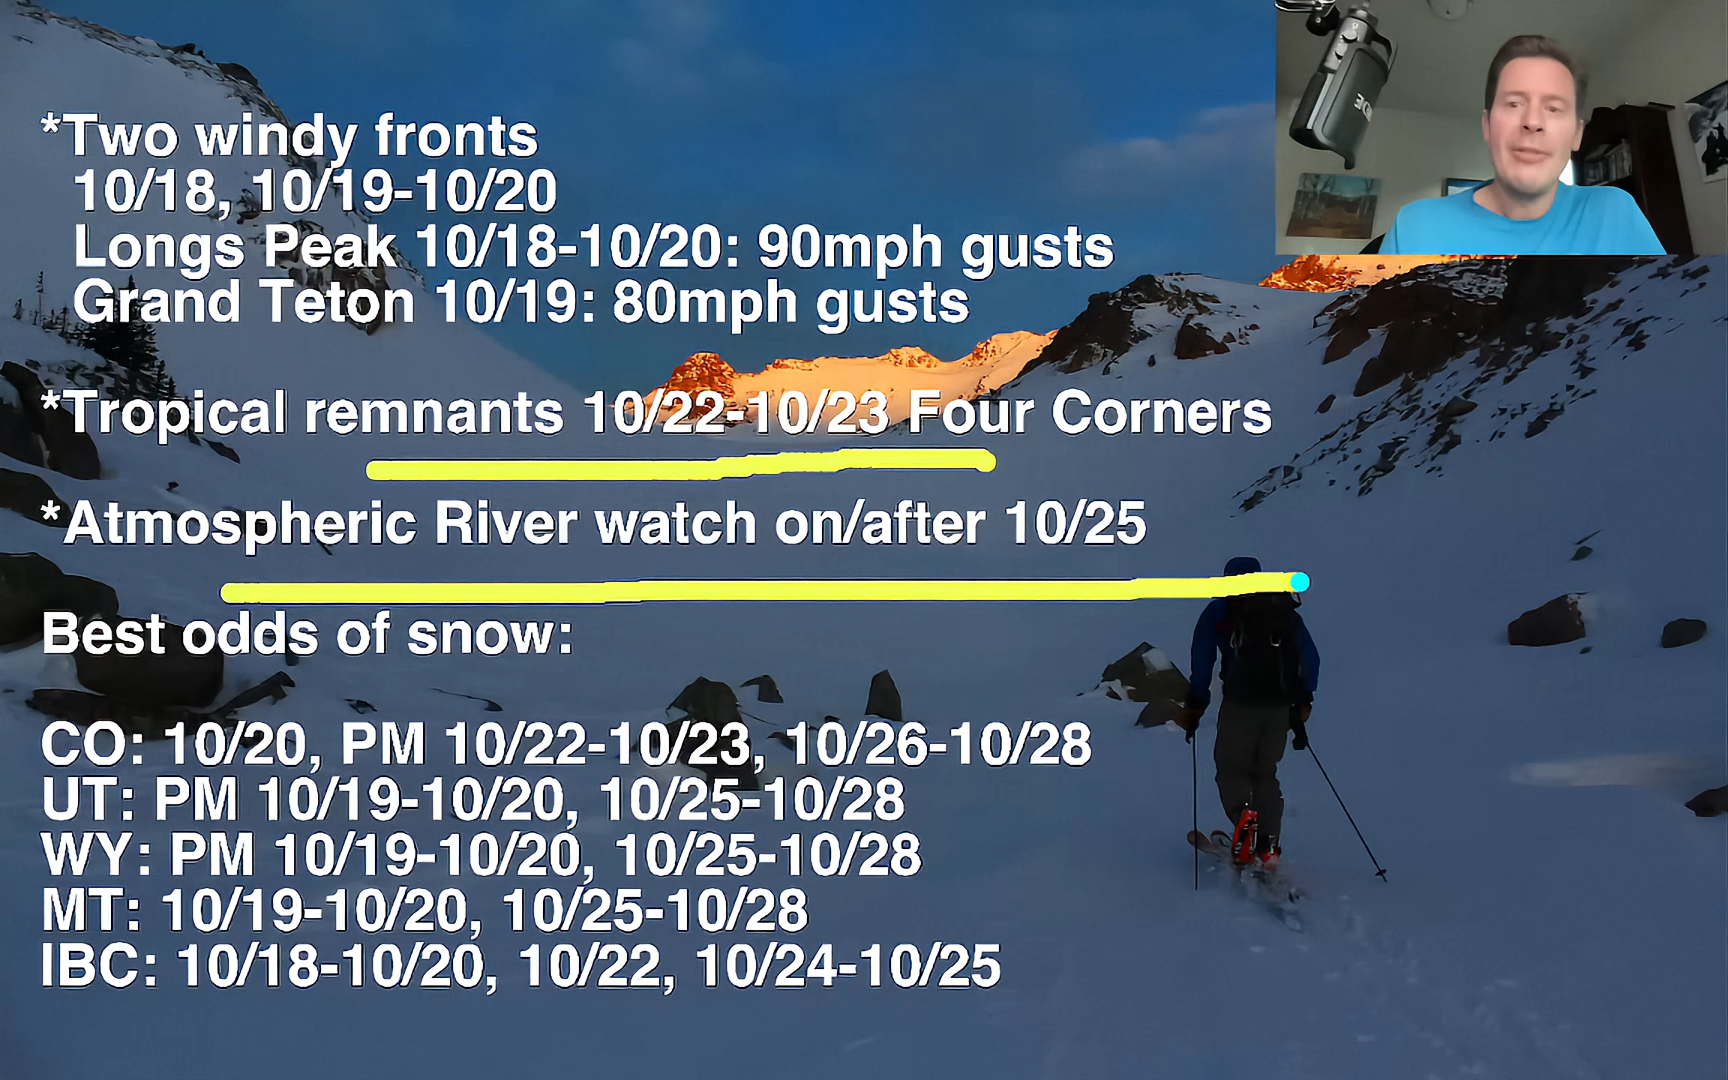 *Two windy fronts
10/18, 10/19-10/20
Longs Peak 10/18-10/20: 90mph gusts
Grand Teton 10/19: 80mph gusts
*Tropical remnants 10/22-10/23 Four Corners
*Atmospheric River watch on/after 10/25
Best odds of snow:
CO: 10/20, PM 10/22-10/23, 10/26-10/28
UT: PM 10/19-10/20, 10/25-10/28
WY: PM 10/19-10/20, 10/25-10/28
MT: 10/19-10/20, 10/25-10/28
IBC: 10/18-10/20, 10/22, 10/24-10/25